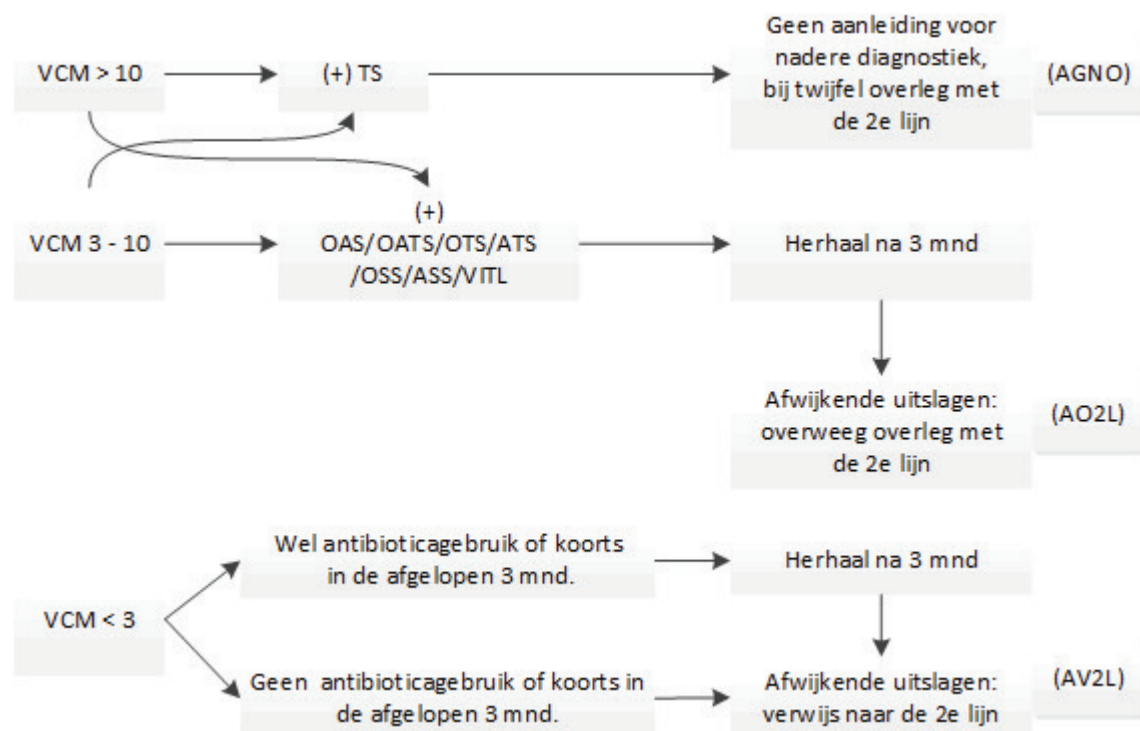 VCM > 10
(+) TS
Geen aanleiding voor
nadere diagnostiek,
bij twijfel overleg met
de 2e lijn
(AGNO)
VCM 3 - 10
(+)
OAS/OATS/OTS/ATS
/OSS/ASS/VITL
Herhaal na 3 mnd
Afwijkende uitslagen:
overweeg overleg met
de 2e lijn
(AO2L)
VCM < 3
Wel antibioticagebruik of koorts
in de afgelopen 3 mnd.
Herhaal na 3 mnd
Geen antibioticagebruik of koorts in
de afgelopen 3 mnd.
Afwijkende uitslagen:
verwijs naar de 2e lijn
(AV2L)